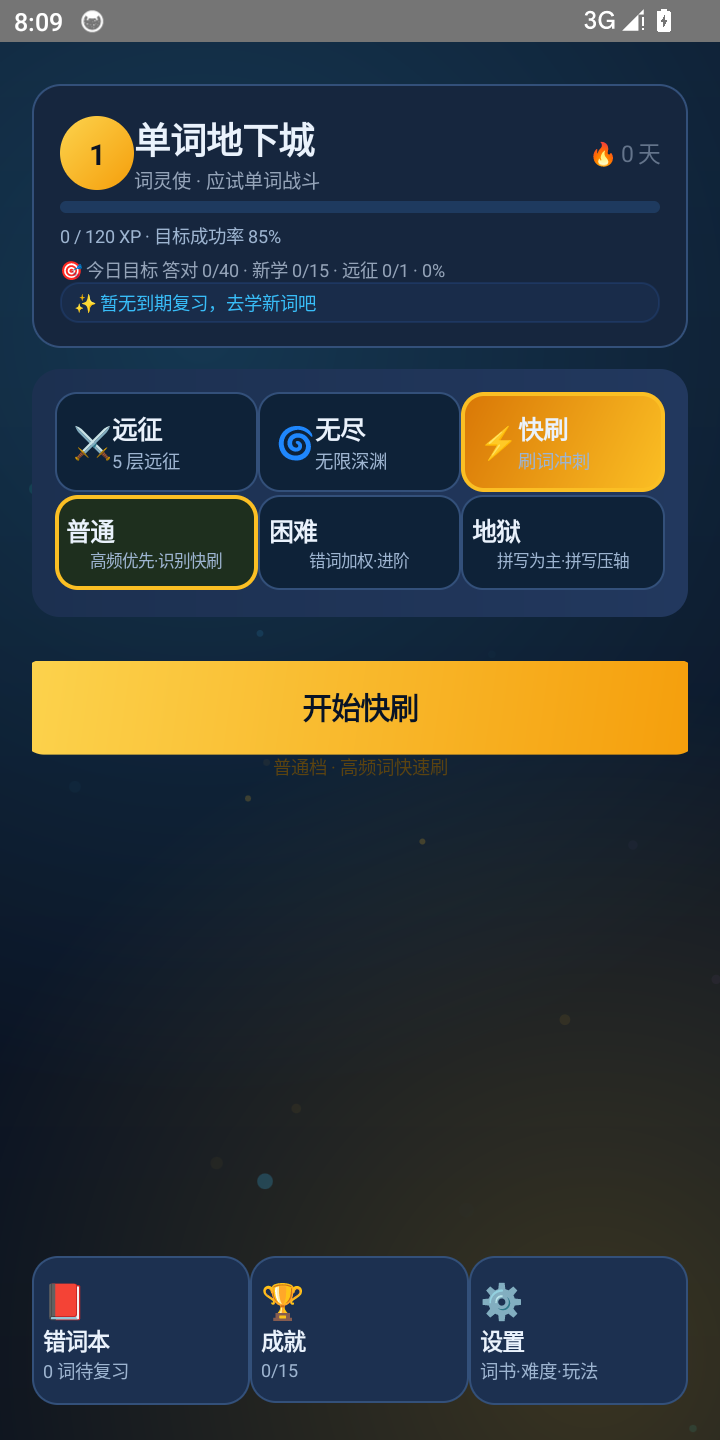 8:09
3G
1
单词地下城
🔥 0 天
词灵使 · 应试单词战斗
0 / 120 XP · 目标成功率 85%
🎯 今日目标 答对 0/40 · 新学 0/15 · 远征 0/1 · 0%
✨ 暂无到期复习，去学新词吧
远征
5 层远征
无尽
无限深渊
快刷
刷词冲刺
普通
高频优先·识别快刷
困难
错词加权·进阶
地狱
拼写为主·拼写压轴
开始快刷
普通档 · 高频词快速刷
错词本
0 词待复习
成就
0/15
设置
词书·难度·玩法